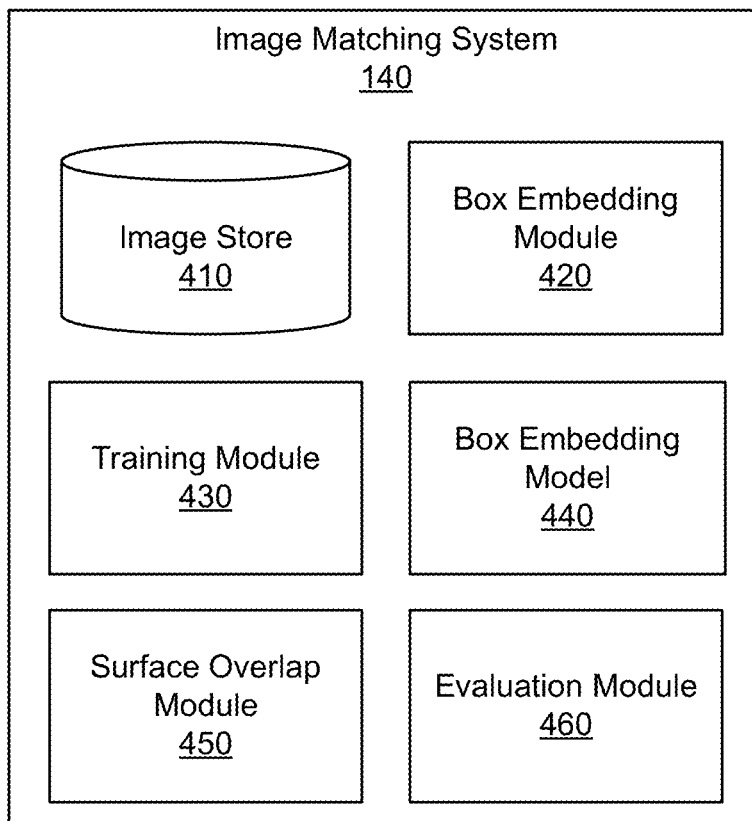 Image Matching System
140
Image Store
410
Box Embedding
Module
420
Training Module
430
Box Embedding
Model
440
Surface Overlap
Module
450
Evaluation Module
460